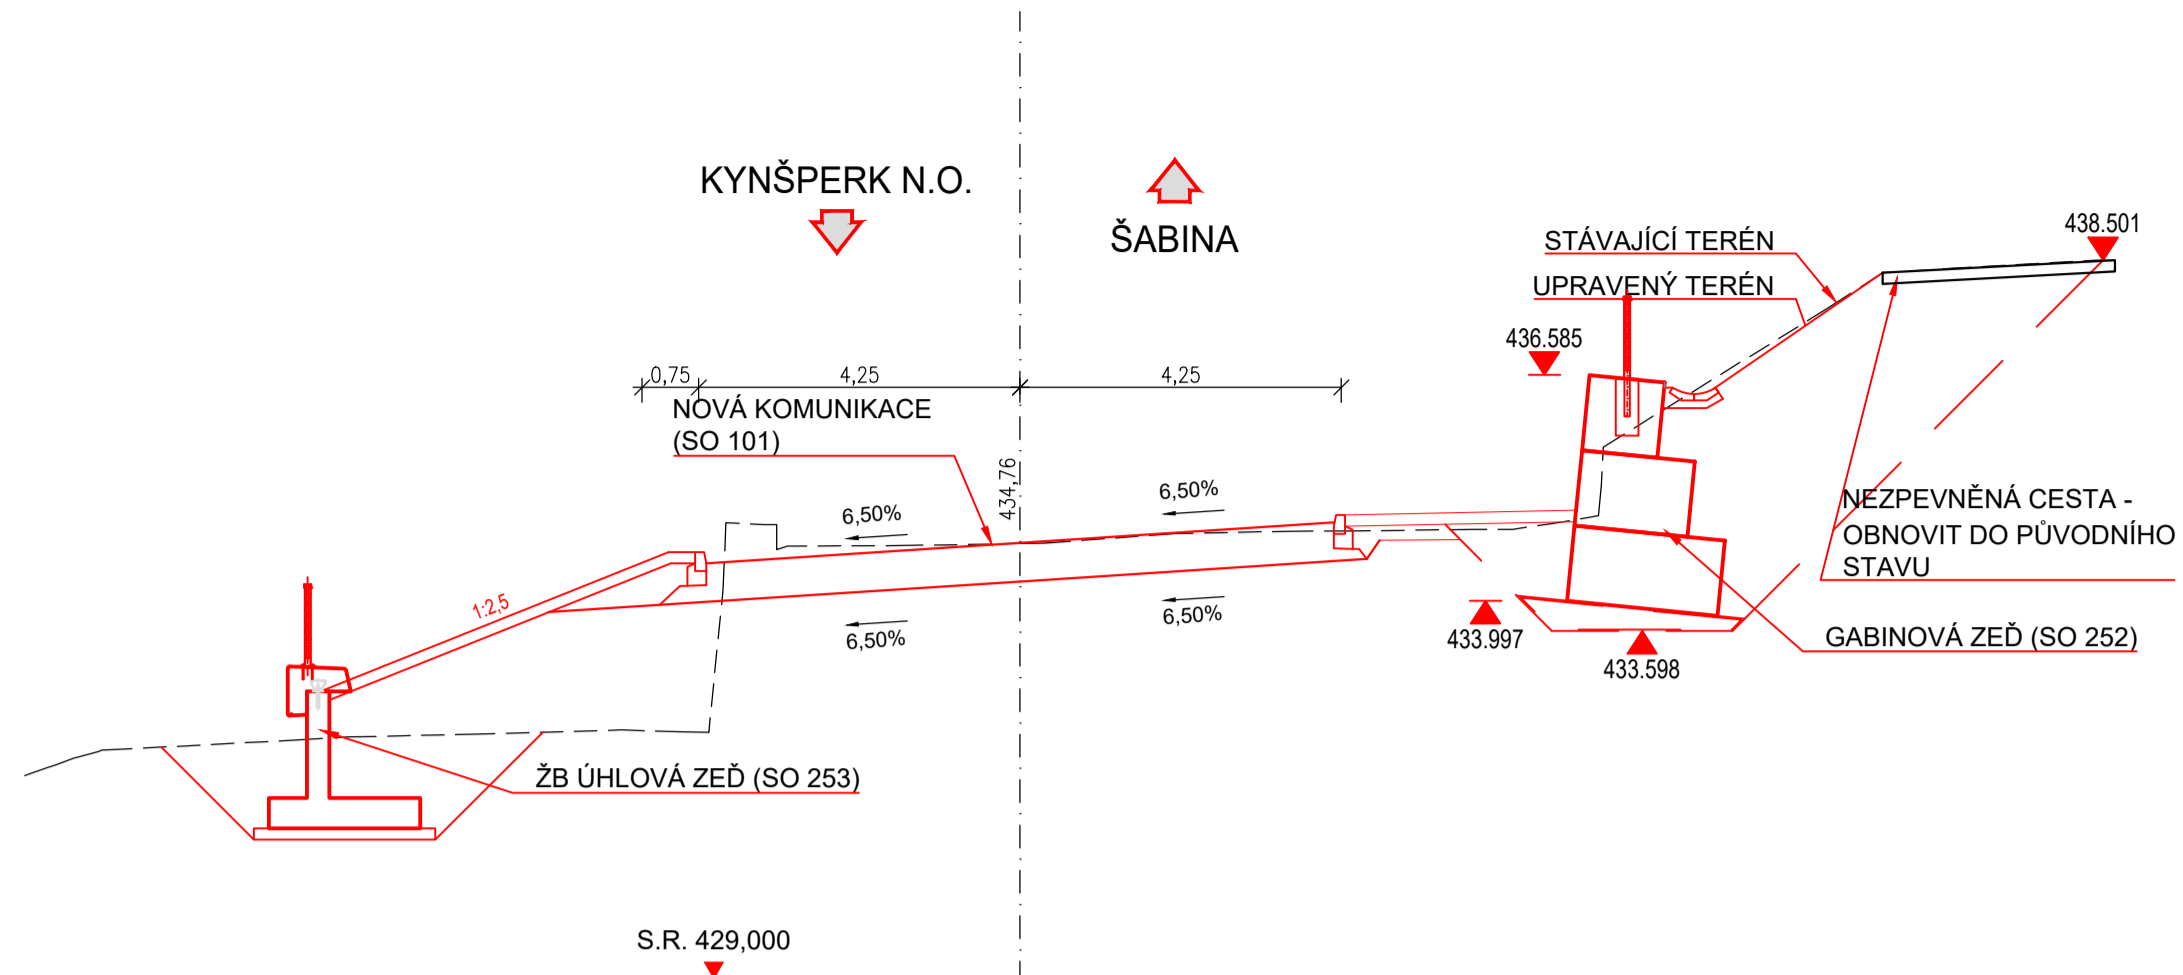 KYNŠPERK N.O.
ŠABINA
STÁVAJÍCÍ TERÉN
438.501
UPRAVENÝ TERÉN
436.585
0,75
4,25
4,25
NOVÁ KOMUNIKACE
(SO 101)
434,76
6,50%
6,50%
NEZPEVNĚNÁ CESTA -
OBNOVIT DO PŮVODNÍHO
STAVU
1:2,5
6,50%
6,50%
433.997
433.598
GABINOVÁ ZEĎ (SO 252)
ŽB ÚHLOVÁ ZEĎ (SO 253)
S.R. 429,000